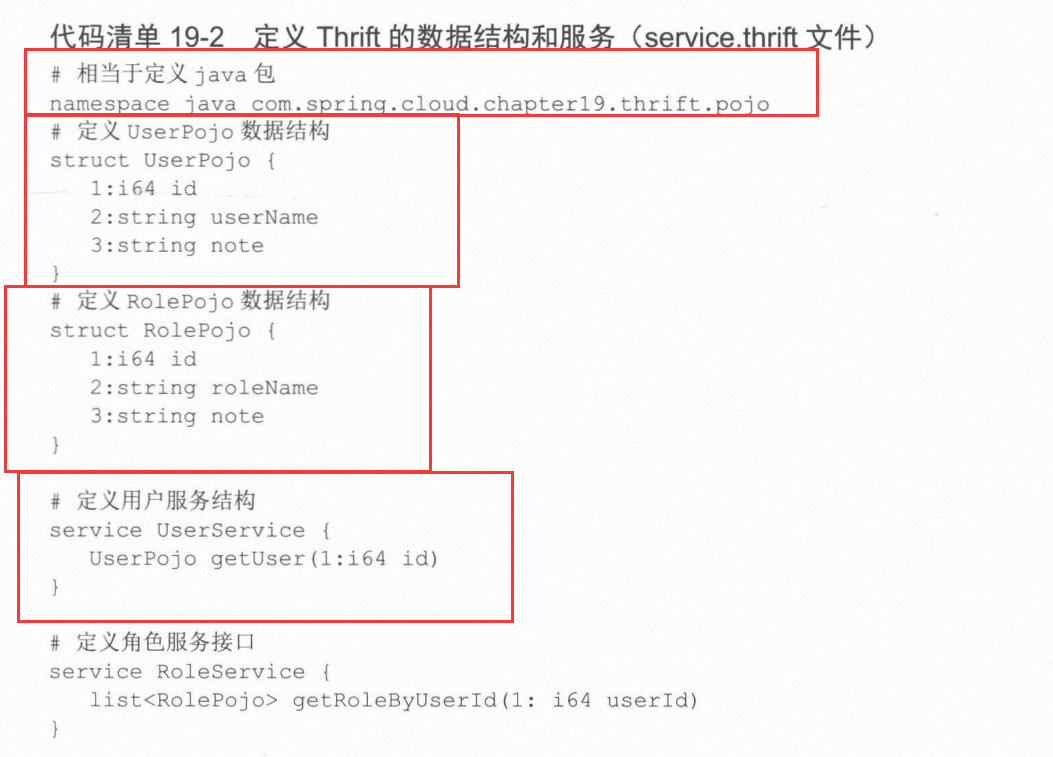 代码清单 19-2 定义 Thrift 的数据结构和服务（service.thrift 文件）
# 相当于定义 java 包
namespace java com.spring.cloud.chapter19.thrift.pojo
# 定义 UserPojo 数据结构
struct UserPojo {
1:i64 id
2:string userName
3:string note
}
# 定义 RolePojo 数据结构
struct RolePojo {
1:i64 id
2:string roleName
3:string note
}
# 定义用户服务结构
service UserService {
UserPojo getUser(1:i64 id)
}
# 定义角色服务接口
service RoleService {
list<RolePojo> getRoleByUserId(1: i64 userId)
}